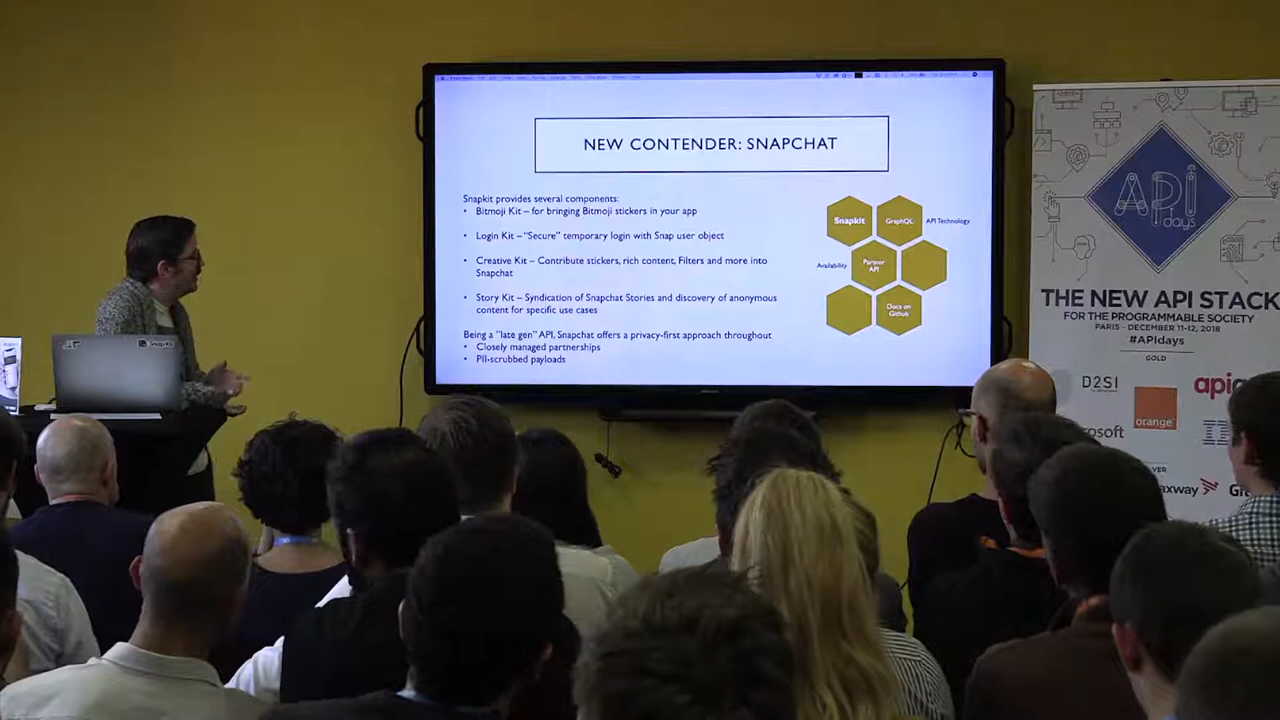 NEW CONTENDER: SNAPCHAT
Snapkit provides several components:
• Bitmoji Kit – for bringing Bitmoji stickers in your app
• Login Kit – "Secure" temporary login with Snap user object
• Creative Kit – Contribute stickers, rich content, Filters and more into
Snapchat
• Story Kit – Syndication of Snapchat Stories and discovery of anonymous
content for specific use cases
Being a "late gen" API, Snapchat offers a privacy-first approach throughout
• Closely managed partnerships
• PII-scrubbed payloads
Snapkit
GraphQL
API Technology
Availability
Partner
API
Docs on
Github
API
days
THE NEW API STACK
FOR THE PROGRAMMABLE SOCIETY
PARIS - DECEMBER 11-12, 2018
#APIdays
GOLD
D2SI
orange